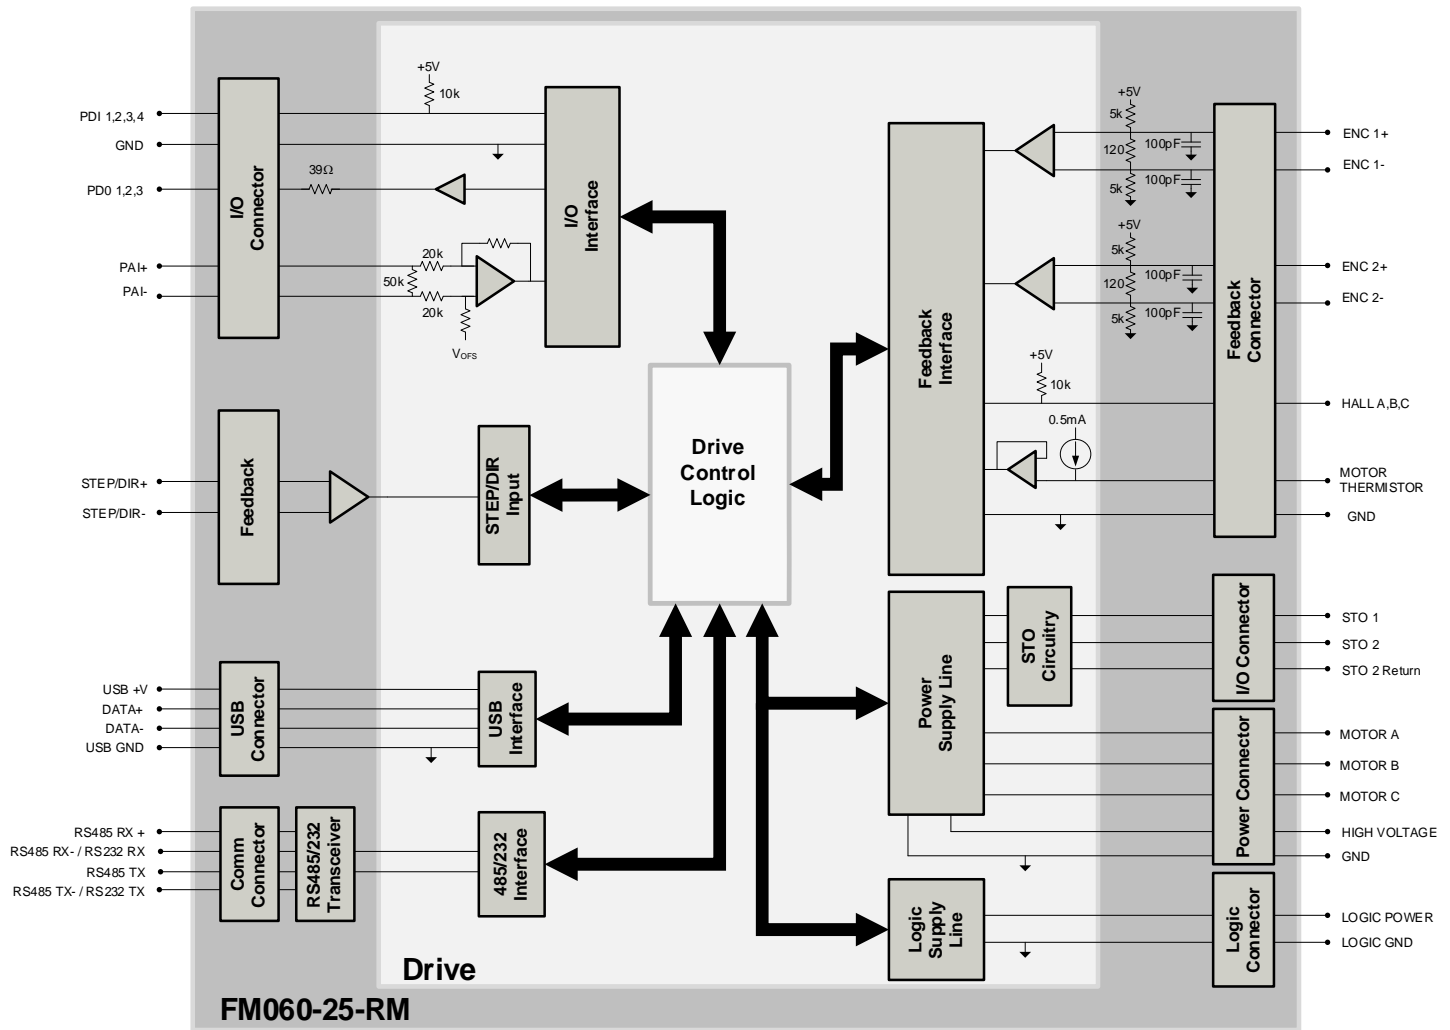 PDI 1,2,3,4
GND
PD0 1,2,3
PAI+
PAI-
I/O
Connector
+5V
10k
39Ω
20k
50k
20k
VOFS
I/O
Interface
STEP/DIR+
STEP/DIR-
Feedback
STEP/DIR
Input
USB +V
DATA+
DATA-
USB GND
USB
Connector
USB
Interface
RS485 RX +
RS485 RX- / RS232 RX
RS485 TX
RS485 TX- / RS232 TX
Comm
Connector
RS485/232
Transceiver
485/232
Interface
Drive
Control
Logic
Feedback
Interface
+5V
5k
120
5k
100pF
100pF
+5V
5k
120
5k
100pF
100pF
+5V
10k
0.5mA
Feedback
Connector
ENC 1+
ENC 1-
ENC 2+
ENC 2-
HALL A,B,C
MOTOR
THERMISTOR
GND
Power
Supply Line
STO
Circuitry
I/O Connector
STO 1
STO 2
STO 2 Return
Power Connector
MOTOR A
MOTOR B
MOTOR C
HIGH VOLTAGE
GND
Logic
Supply
Line
Logic
Connector
LOGIC POWER
LOGIC GND
Drive
FM060-25-RM